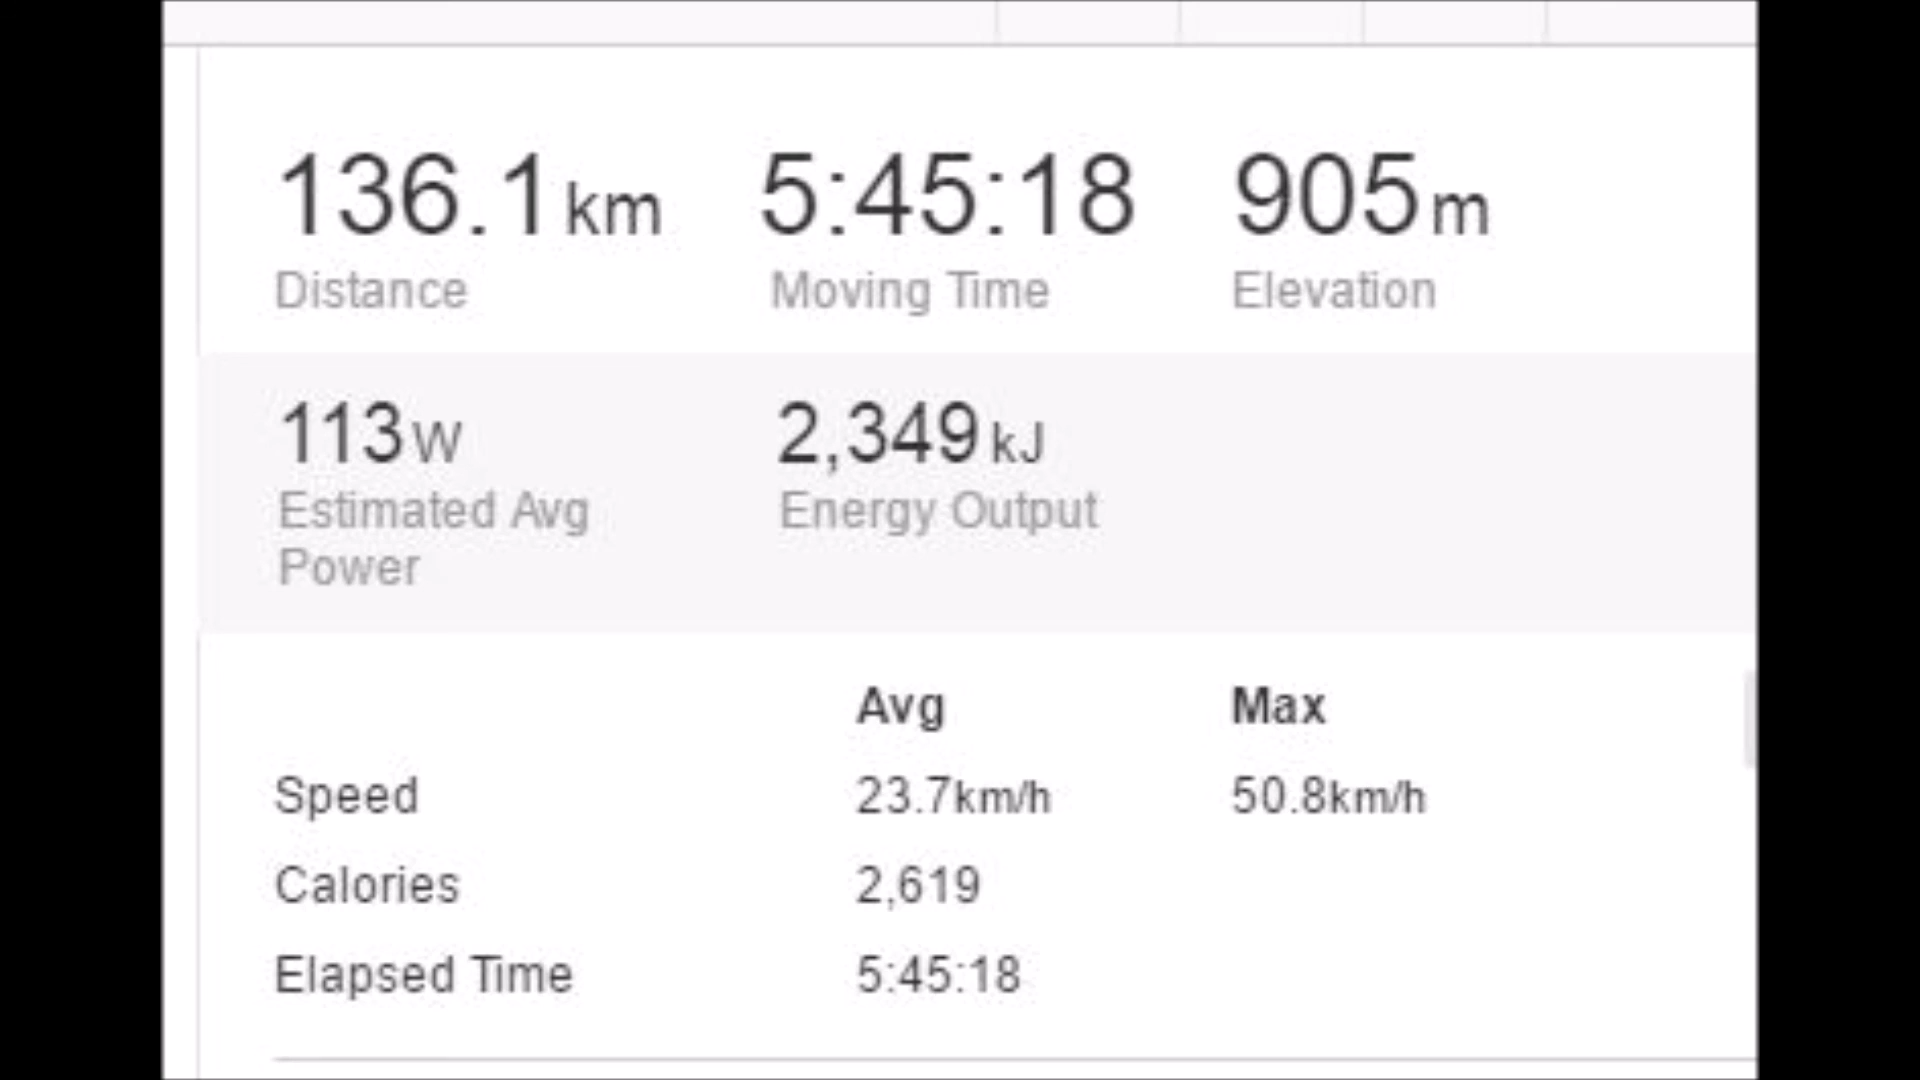 136.1km 5:45:18 905m
Distance Moving Time Elevation
113W 2,349kJ
Estimated Avg Energy Output
Power
Avg Max
Speed 23.7km/h 50.8km/h
Calories 2,619
Elapsed Time 5:45:18